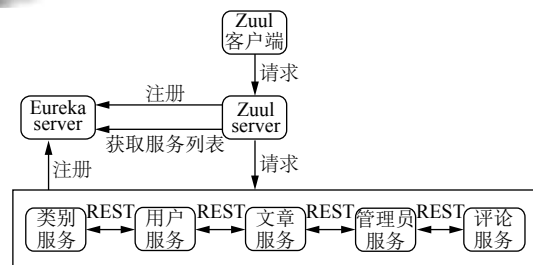 Zuul
客户端
请求
注册
Eureka
server
Zuul
server
获取服务列表
注册
请求
类别
服务
REST
用户
服务
REST
文章
服务
REST
管理员
服务
REST
评论
服务